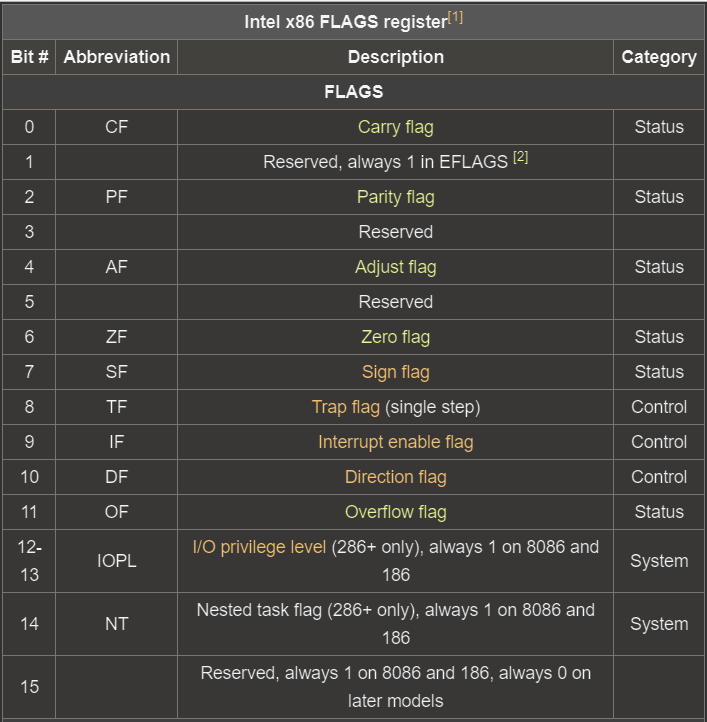 Intel x86 FLAGS register[1]
Bit # Abbreviation Description Category
FLAGS
0 CF Carry flag Status
1 Reserved, always 1 in EFLAGS [2]
2 PF Parity flag Status
3 Reserved
4 AF Adjust flag Status
5 Reserved
6 ZF Zero flag Status
7 SF Sign flag Status
8 TF Trap flag (single step) Control
9 IF Interrupt enable flag Control
10 DF Direction flag Control
11 OF Overflow flag Status
12-13 IOPL I/O privilege level (286+ only), always 1 on 8086 and 186 System
14 NT Nested task flag (286+ only), always 1 on 8086 and 186 System
15 Reserved, always 1 on 8086 and 186, always 0 on later models